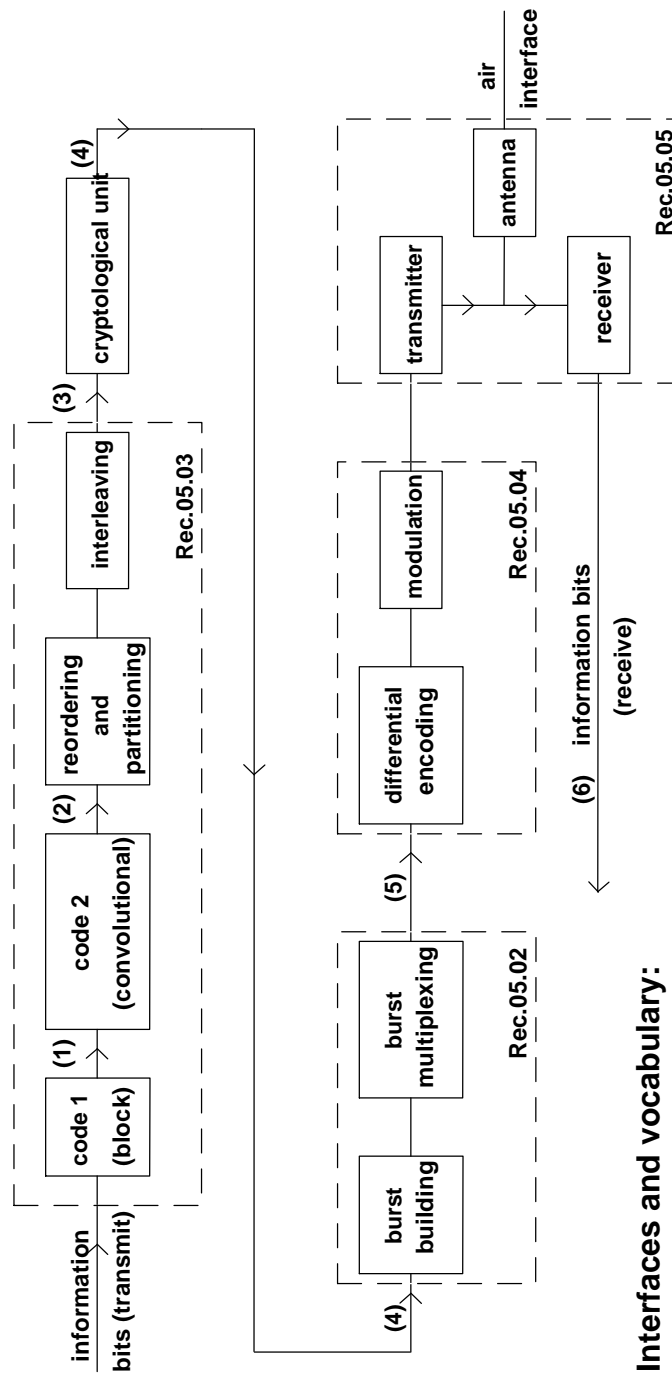 information
bits (transmit)
code 1
(block)
(1)
code 2
(convolutional)
(2)
reordering
and
partitioning
interleaving
Rec.05.03
(3)
cryptological unit
(4)
(4)
burst
building
burst
multiplexing
Rec.05.02
(5)
differential
encoding
modulation
Rec.05.04
transmitter
antenna
receiver
Rec.05.05
air
interface
(6) information bits
(receive)
Interfaces and vocabulary: